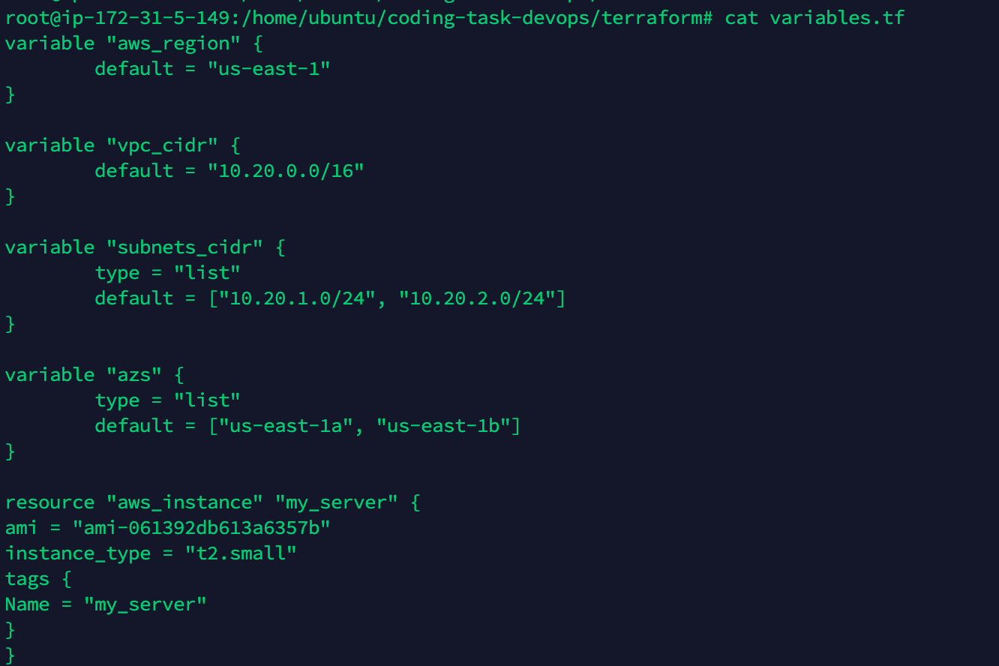 root@ip-172-31-5-149:/home/ubuntu/coding-task-devops/terraform# cat variables.tf
variable "aws_region" {
        default = "us-east-1"
}

variable "vpc_cidr" {
        default = "10.20.0.0/16"
}

variable "subnets_cidr" {
        type = "list"
        default = ["10.20.1.0/24", "10.20.2.0/24"]
}

variable "azs" {
        type = "list"
        default = ["us-east-1a", "us-east-1b"]
}

resource "aws_instance" "my_server" {
ami = "ami-061392db613a6357b"
instance_type = "t2.small"
tags {
Name = "my_server"
}
}